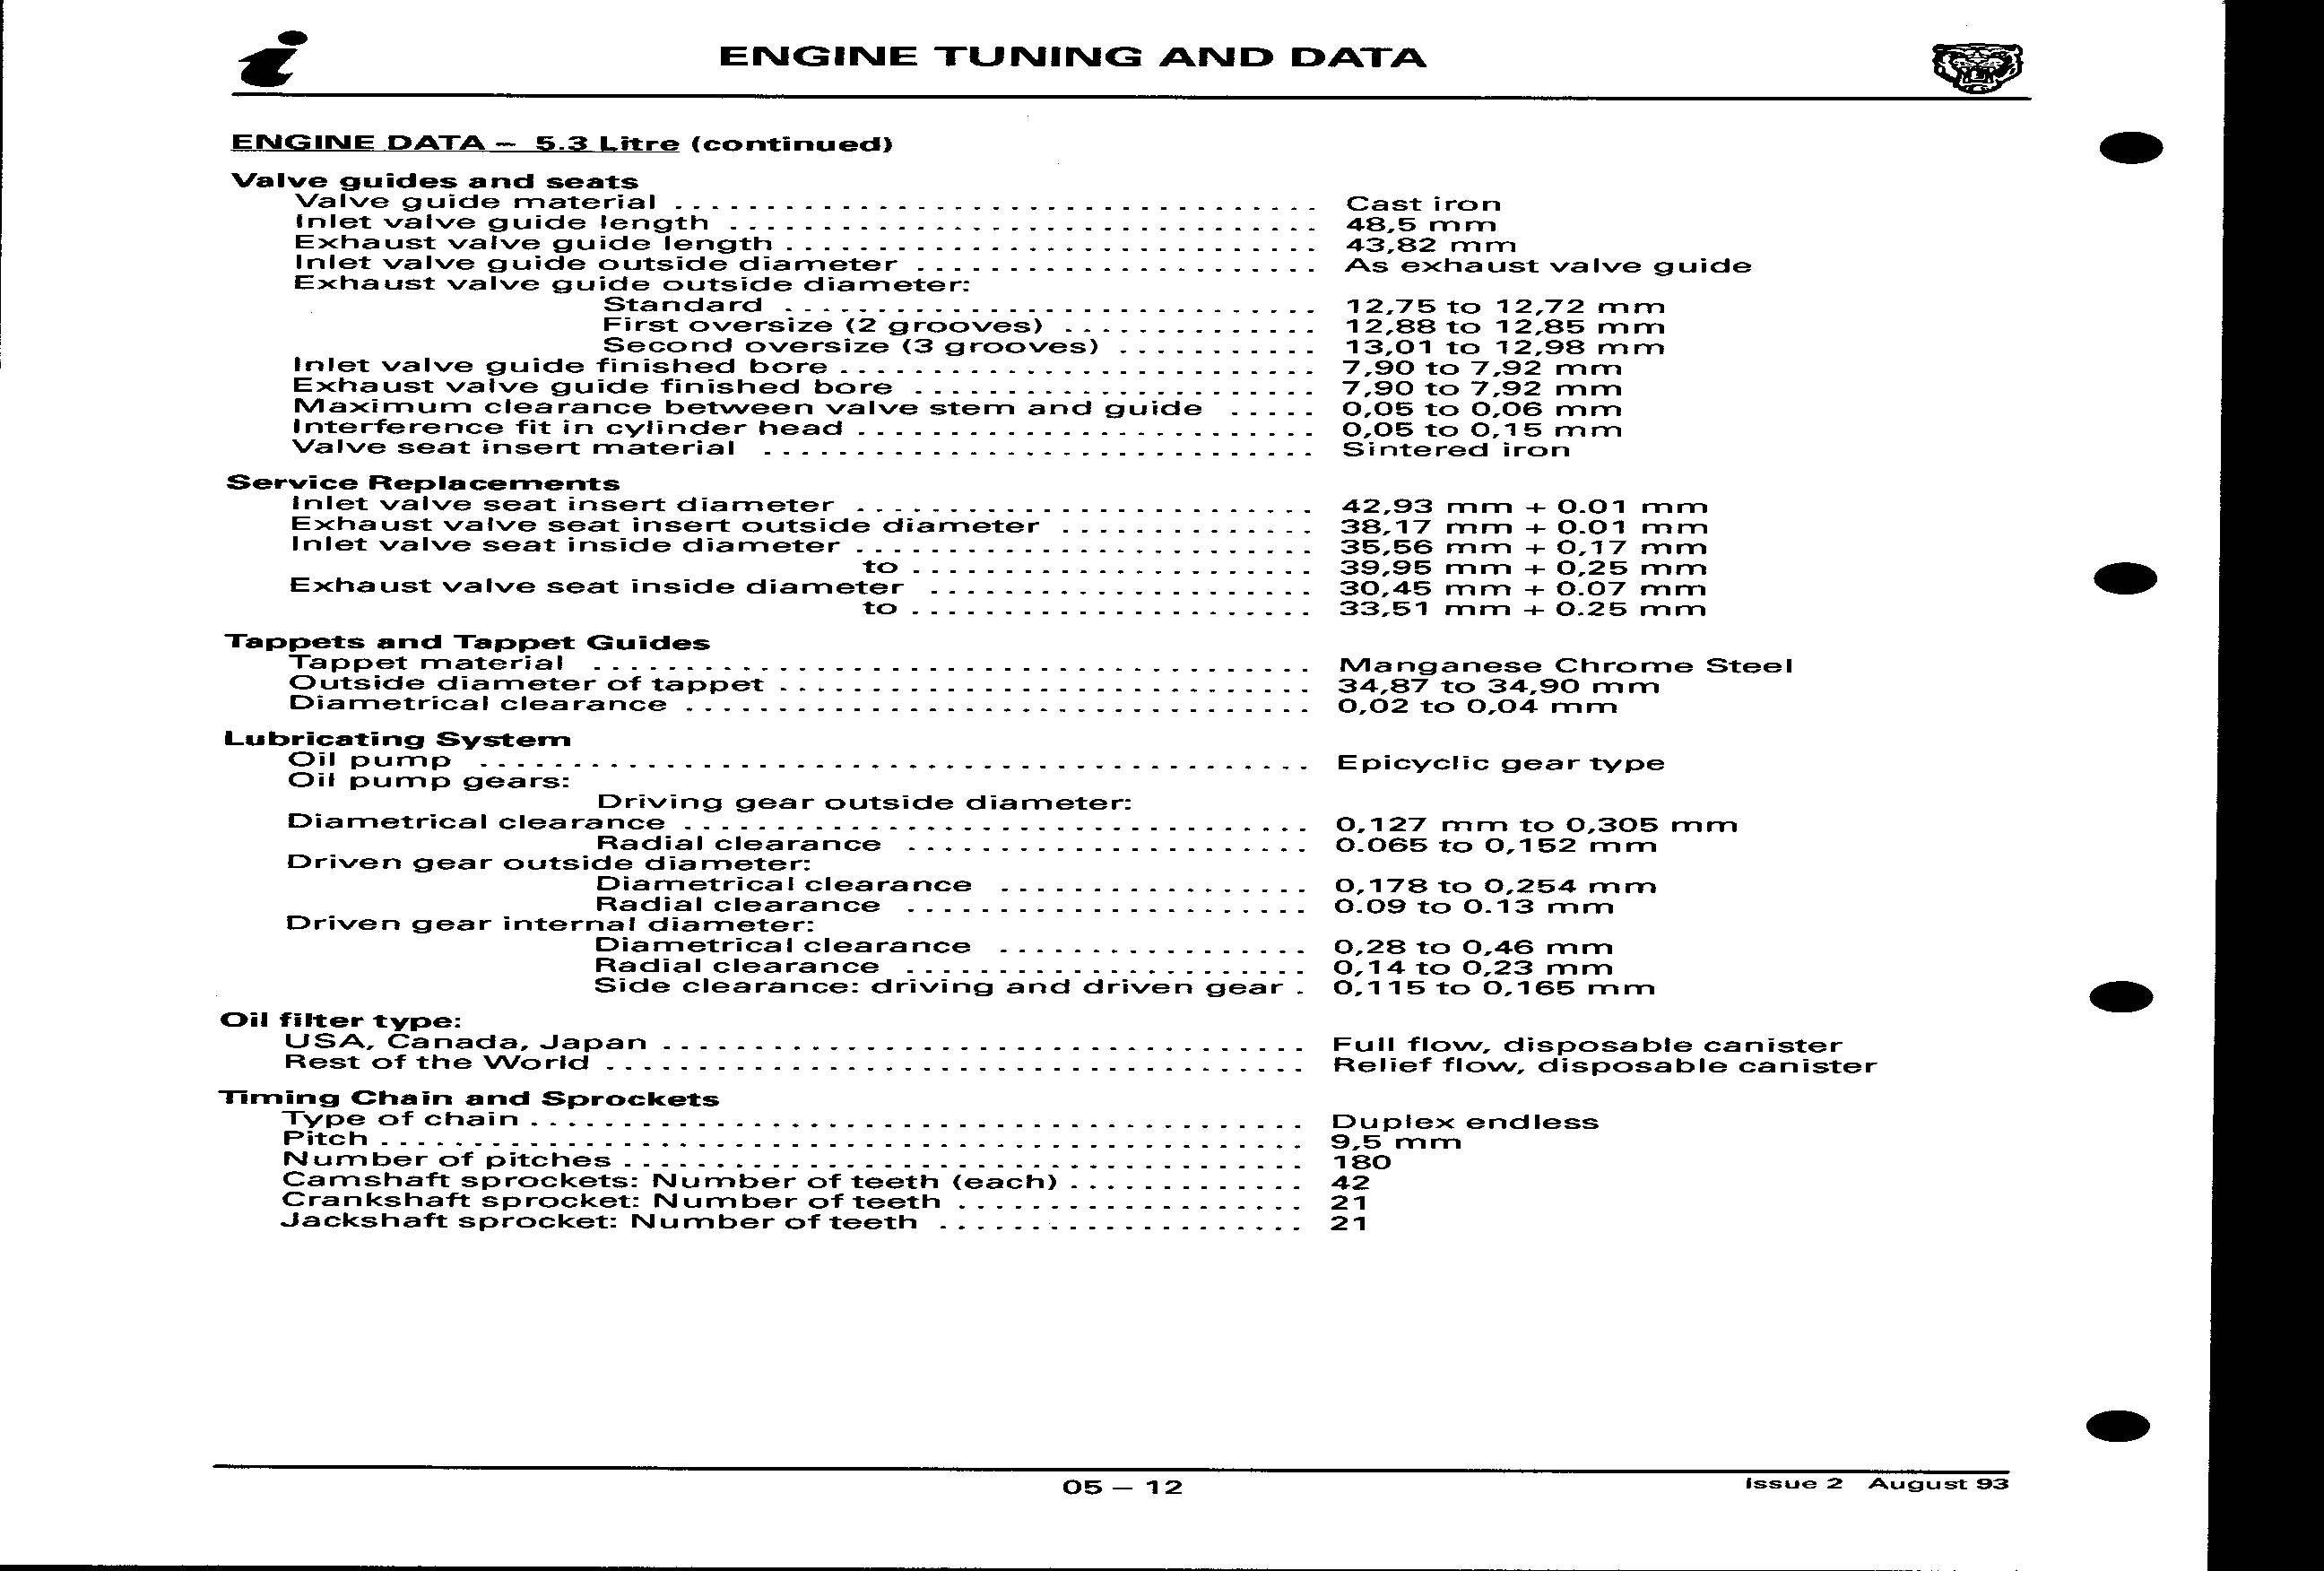 ENGINE TUNING AND DATA
ENGINE DATA – 5.3 Litre (continued)
Valve guides and seats
Valve guide material . . . . . . . . . . . . . . . . . . . . . . . . . . . . . . . . . . . Cast iron
Inlet valve guide length . . . . . . . . . . . . . . . . . . . . . . . . . . . . . . . . 48,5 mm
Exhaust valve guide length . . . . . . . . . . . . . . . . . . . . . . . . . . . . . 43,82 mm
Inlet valve guide outside diameter . . . . . . . . . . . . . . . . . . . . . . As exhaust valve guide
Exhaust valve guide outside diameter:
Standard . . . . . . . . . . . . . . . . . . . . . . . . . . . . . 12,75 to 12,72 mm
First oversize (2 grooves) . . . . . . . . . . . . . . 12,88 to 12,85 mm
Second oversize (3 grooves) . . . . . . . . . . . 13,01 to 12,98 mm
Inlet valve guide finished bore . . . . . . . . . . . . . . . . . . . . . . . . . . 7,90 to 7,92 mm
Exhaust valve guide finished bore . . . . . . . . . . . . . . . . . . . . . . 7,90 to 7,92 mm
Maximum clearance between valve stem and guide . . . . . 0,05 to 0,06 mm
Interference fit in cylinder head . . . . . . . . . . . . . . . . . . . . . . . . . 0,05 to 0,15 mm
Valve seat insert material . . . . . . . . . . . . . . . . . . . . . . . . . . . . . . Sintered iron
Service Replacements
Inlet valve seat insert diameter . . . . . . . . . . . . . . . . . . . . . . . . . 42,93 mm + 0.01 mm
Exhaust valve seat insert outside diameter . . . . . . . . . . . . . . 38,17 mm + 0.01 mm
Inlet valve seat inside diameter . . . . . . . . . . . . . . . . . . . . . . . . . 35,56 mm + 0,17 mm
to . . . . . . . . . . . . . . . . . . . . . . 39,95 mm + 0,25 mm
Exhaust valve seat inside diameter . . . . . . . . . . . . . . . . . . . . . 30,45 mm + 0.07 mm
to . . . . . . . . . . . . . . . . . . . . . . 33,51 mm + 0.25 mm
Tappets and Tappet Guides
Tappet material . . . . . . . . . . . . . . . . . . . . . . . . . . . . . . . . . . . . . . . Manganese Chrome Steel
Outside diameter of tappet . . . . . . . . . . . . . . . . . . . . . . . . . . . . . 34,87 to 34,90 mm
Diametrical clearance . . . . . . . . . . . . . . . . . . . . . . . . . . . . . . . . . . 0,02 to 0,04 mm
Lubricating System
Oil pump . . . . . . . . . . . . . . . . . . . . . . . . . . . . . . . . . . . . . . . . . . . . . Epicyclic gear type
Oil pump gears:
Driving gear outside diameter:
Diametrical clearance . . . . . . . . . . . . . . . . . . . . . . . . . . . . . . . . . . 0,127 mm to 0,305 mm
Radial clearance . . . . . . . . . . . . . . . . . . . . . . 0.065 to 0,152 mm
Driven gear outside diameter:
Diametrical clearance . . . . . . . . . . . . . . . . . 0,178 to 0,254 mm
Radial clearance . . . . . . . . . . . . . . . . . . . . . . 0.09 to 0.13 mm
Driven gear internal diameter:
Diametrical clearance . . . . . . . . . . . . . . . . . 0,28 to 0,46 mm
Radial clearance . . . . . . . . . . . . . . . . . . . . . . 0,14 to 0,23 mm
Side clearance: driving and driven gear . 0,115 to 0,165 mm
Oil filter type:
USA, Canada, Japan . . . . . . . . . . . . . . . . . . . . . . . . . . . . . . . . . . . Full flow, disposable canister
Rest of the World . . . . . . . . . . . . . . . . . . . . . . . . . . . . . . . . . . . . . . Relief flow, disposable canister
Timing Chain and Sprockets
Type of chain . . . . . . . . . . . . . . . . . . . . . . . . . . . . . . . . . . . . . . . . . . Duplex endless
Pitch . . . . . . . . . . . . . . . . . . . . . . . . . . . . . . . . . . . . . . . . . . . . . . . . . . 9,5 mm
Number of pitches . . . . . . . . . . . . . . . . . . . . . . . . . . . . . . . . . . . . . 180
Camshaft sprockets: Number of teeth (each) . . . . . . . . . . . . . 42
Crankshaft sprocket: Number of teeth . . . . . . . . . . . . . . . . . . . 21
Jackshaft sprocket: Number of teeth . . . . . . . . . . . . . . . . . . . . 21
05 – 12
Issue 2 August 93